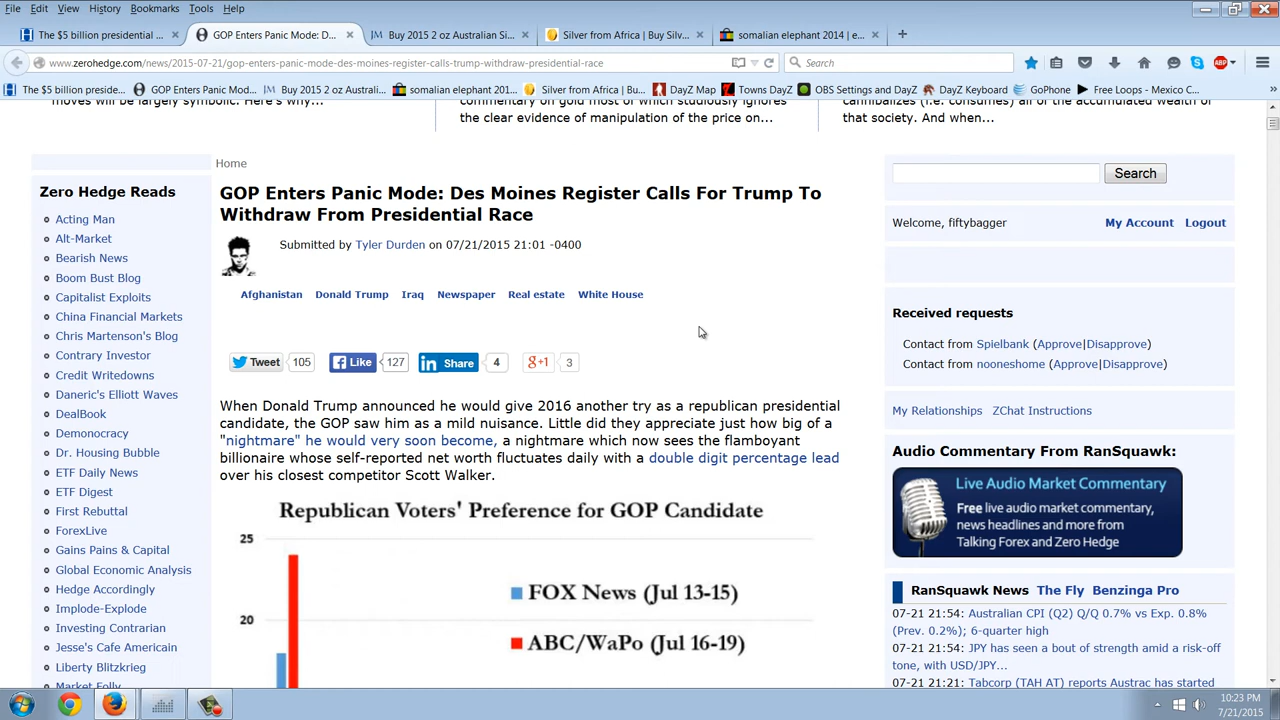 File Edit View History Bookmarks Tools Help
The $5 billion presidential ...
GOP Enters Panic Mode: D...
Buy 2015 2 oz Australian Si...
Silver from Africa | Buy Silv...
somalian elephant 2014 | e...
www.zerohedge.com/news/2015-07-21/gop-enters-panic-mode-des-moines-register-calls-trump-withdraw-presidential-race
Search
ABP
The $5 billion preside...
GOP Enters Panic Mod...
Buy 2015 2 oz Australi...
somalian elephant 201...
Silver from Africa | Bu...
DayZ Map
Towns DayZ
OBS Settings and DayZ
DayZ Keyboard
GoPhone
Free Loops - Mexico C...
moves will be largely symbolic. Here's why...
commentary on gold most of which studiously ignores
the clear evidence of manipulation of the price on...
cannibalizes (i.e. consumes) all of the accumulated wealth of
that society. And when...
Home
Zero Hedge Reads
Acting Man
Alt-Market
Bearish News
Boom Bust Blog
Capitalist Exploits
China Financial Markets
Chris Martenson's Blog
Contrary Investor
Credit Writedowns
Daneric's Elliott Waves
DealBook
Demonocracy
Dr. Housing Bubble
ETF Daily News
ETF Digest
First Rebuttal
ForexLive
Gains Pains & Capital
Global Economic Analysis
Hedge Accordingly
Implode-Explode
Investing Contrarian
Jesse's Cafe Americain
Liberty Blitzkrieg
Market Folly
GOP Enters Panic Mode: Des Moines Register Calls For Trump To
Withdraw From Presidential Race
Submitted by Tyler Durden on 07/21/2015 21:01 -0400
Afghanistan Donald Trump Iraq Newspaper Real estate White House
Tweet 105 Like 127 in Share 4 g+1 3
When Donald Trump announced he would give 2016 another try as a republican presidential
candidate, the GOP saw him as a mild nuisance. Little did they appreciate just how big of a
"nightmare" he would very soon become, a nightmare which now sees the flamboyant
billionaire whose self-reported net worth fluctuates daily with a double digit percentage lead
over his closest competitor Scott Walker.
Republican Voters' Preference for GOP Candidate
25
FOX News (Jul 13-15)
20
ABC/WaPo (Jul 16-19)
Search
Welcome, fiftybagger My Account Logout
Received requests
Contact from Spielbank (Approve|Disapprove)
Contact from nooneshome (Approve|Disapprove)
My Relationships ZChat Instructions
Audio Commentary From RanSquawk:
Live Audio Market Commentary
Free live audio market commentary,
news headlines and more from
Talking Forex and Zero Hedge
RanSquawk News The Fly Benzinga Pro
07-21 21:54: Australian CPI (Q2) Q/Q 0.7% vs Exp. 0.8%
(Prev. 0.2%); 6-quarter high
07-21 21:54: JPY has seen a bout of strength amid a risk-off
tone, with USD/JPY...
07-21 21:21: Tabcorp (TAH AT) reports Austrac has started
10:23 PM
7/21/2015